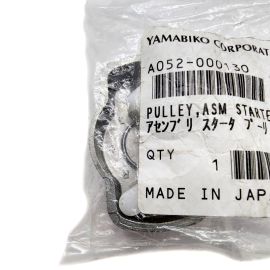 YAMABIKO CORPORAT
A052-000130
PULLEY,ASM STARTE
アセンブリ スタータ プーリ
QTY 1
MADE IN JAP